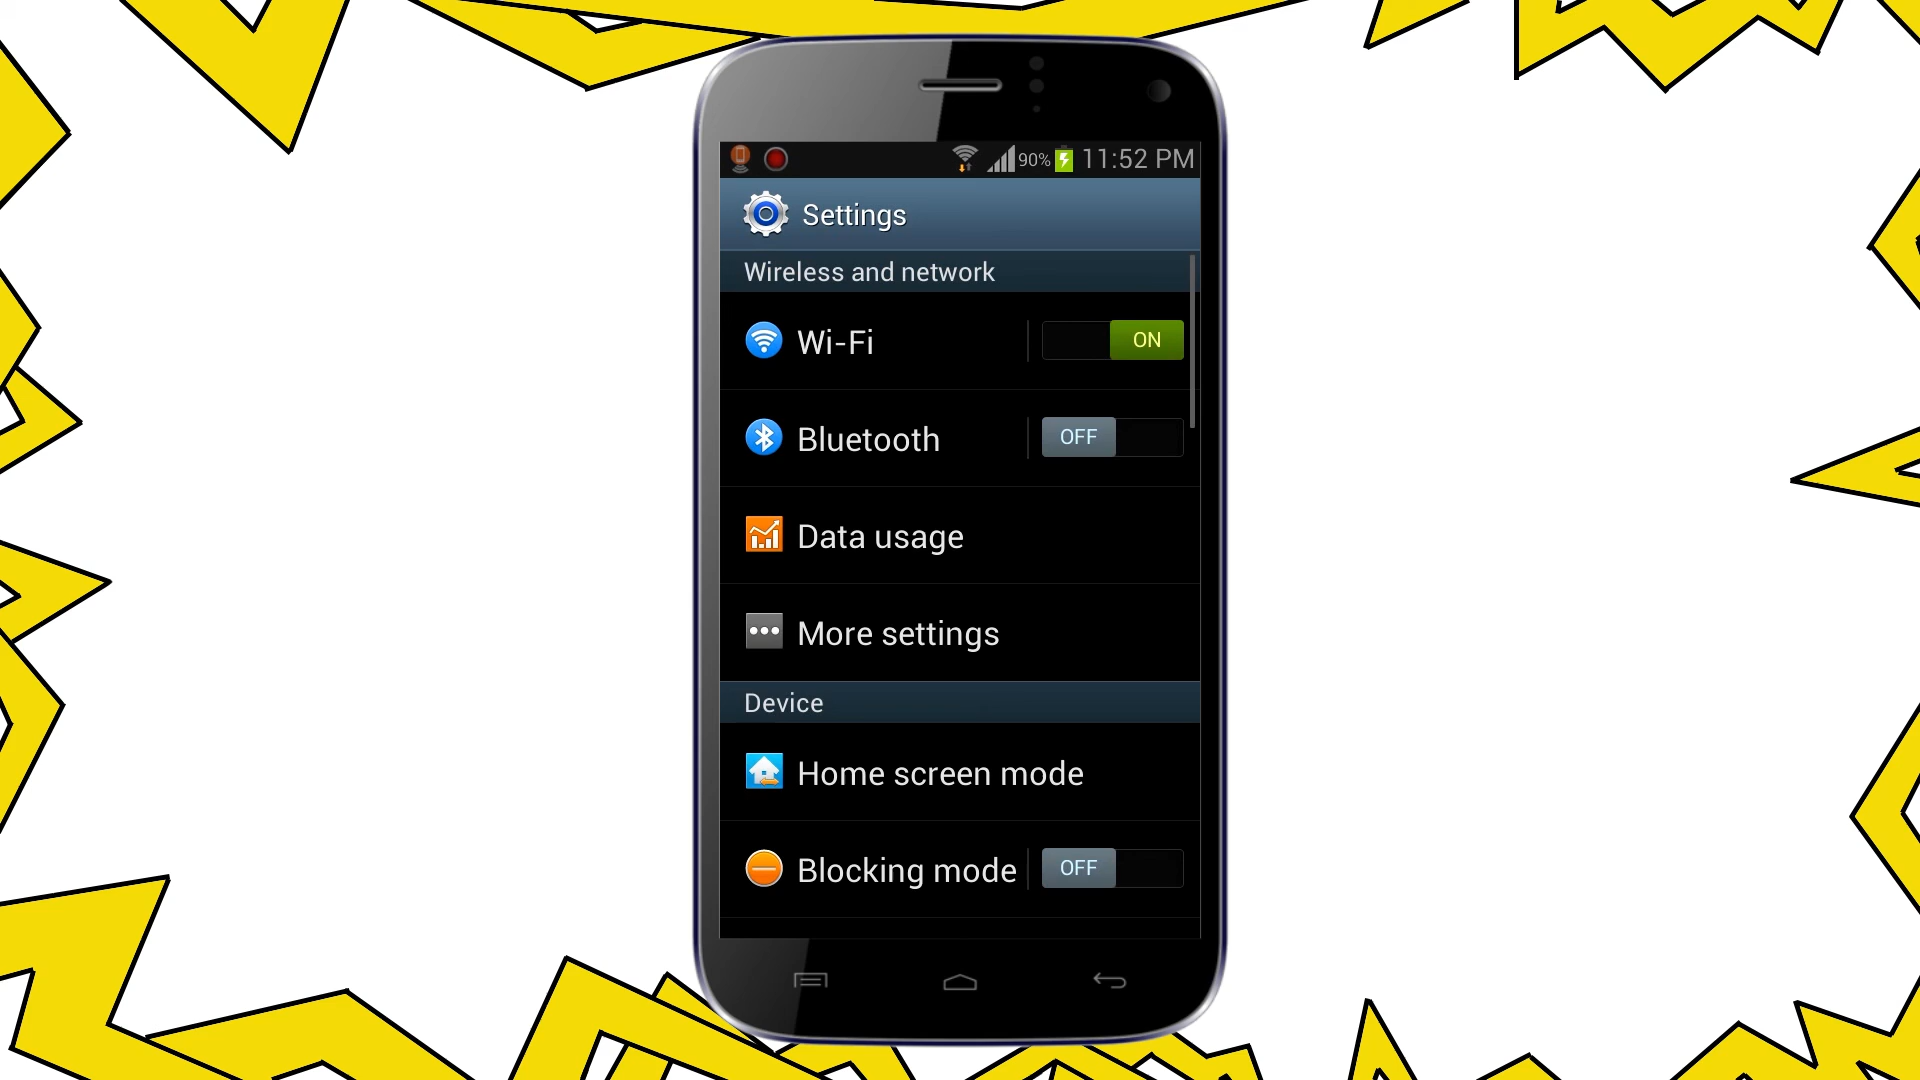 90% 11:52 PM
Settings
Wireless and network
Wi-Fi ON
Bluetooth OFF
Data usage
More settings
Device
Home screen mode
Blocking mode OFF